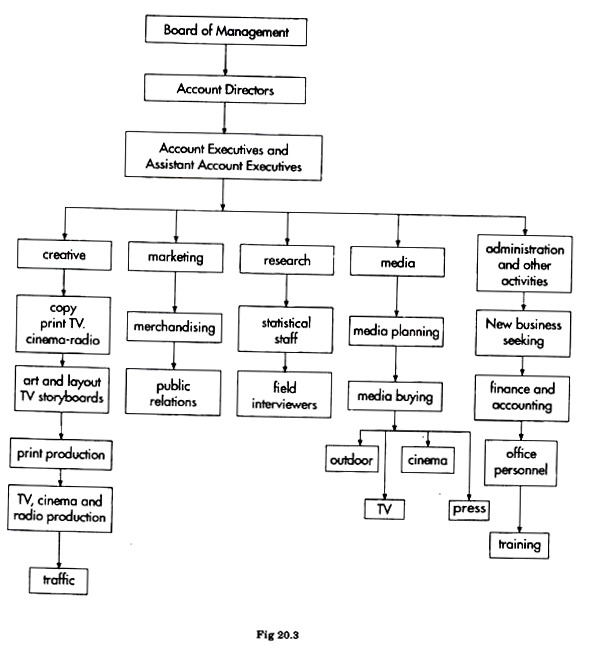 Board of Management
Account Directors
Account Executives and
Assistant Account Executives
creative
marketing
research
media
administration
and other
activities
copy
print TV.
cinema-radio
merchandising
statistical
staff
media planning
New business
seeking
art and layout
TV storyboards
public
relations
field
interviewers
media buying
finance and
accounting
print production
outdoor
cinema
office
personnel
TV, cinema and
radio production
TV
press
training
traffic
Fig 20.3